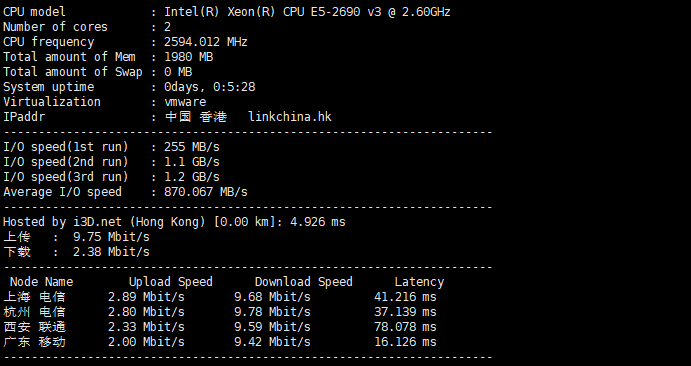 CPU model            : Intel(R) Xeon(R) CPU E5-2690 v3 @ 2.60GHz
Number of cores      : 2
CPU frequency        : 2594.012 MHz
Total amount of Mem  : 1980 MB
Total amount of Swap : 0 MB
System uptime        : 0days, 0:5:28
Virtualization       : vmware
IPaddr               : 中国 香港   linkchina.hk
----------------------------------------------------------------------
I/O speed(1st run)   : 255 MB/s
I/O speed(2nd run)   : 1.1 GB/s
I/O speed(3rd run)   : 1.2 GB/s
Average I/O speed    : 870.067 MB/s
----------------------------------------------------------------------
Hosted by i3D.net (Hong Kong) [0.00 km]: 4.926 ms
上传   :  9.75 Mbit/s
下载   :  2.38 Mbit/s
----------------------------------------------------------------------
 Node Name        Upload Speed      Download Speed      Latency
上海 电信      2.89 Mbit/s       9.68 Mbit/s         41.216 ms
杭州 电信      2.80 Mbit/s       9.78 Mbit/s         37.139 ms
西安 联通      2.33 Mbit/s       9.59 Mbit/s         78.078 ms
广东 移动      2.00 Mbit/s       9.42 Mbit/s         16.126 ms
----------------------------------------------------------------------